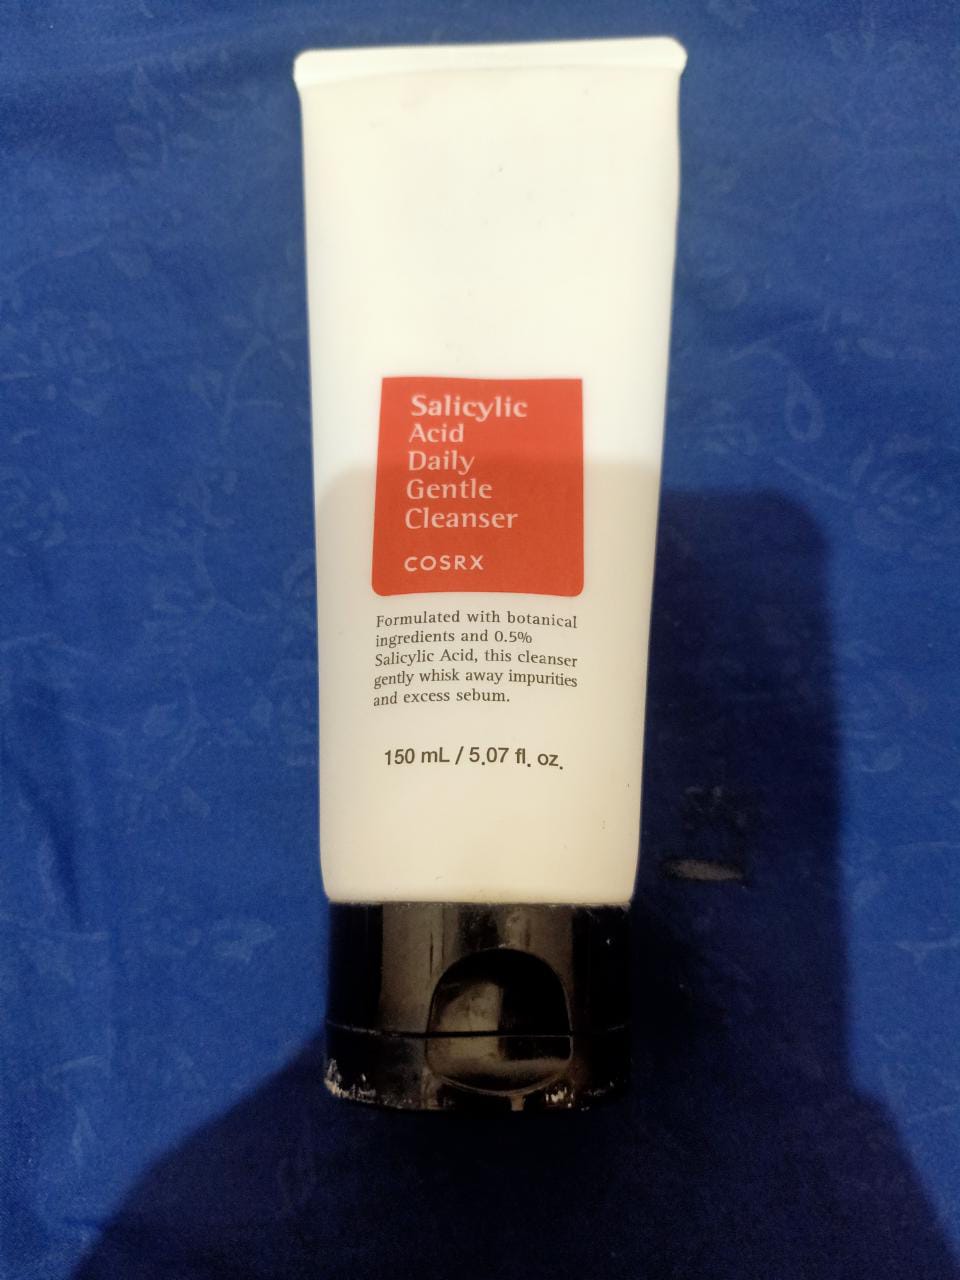 Salicylic
Acid
Daily
Gentle
Cleanser
COSRX
Formulated with botanical
ingredients and 0.5%
Salicylic Acid, this cleanser
gently whisk away impurities
and excess sebum.
150 mL / 5.07 fl. oz.